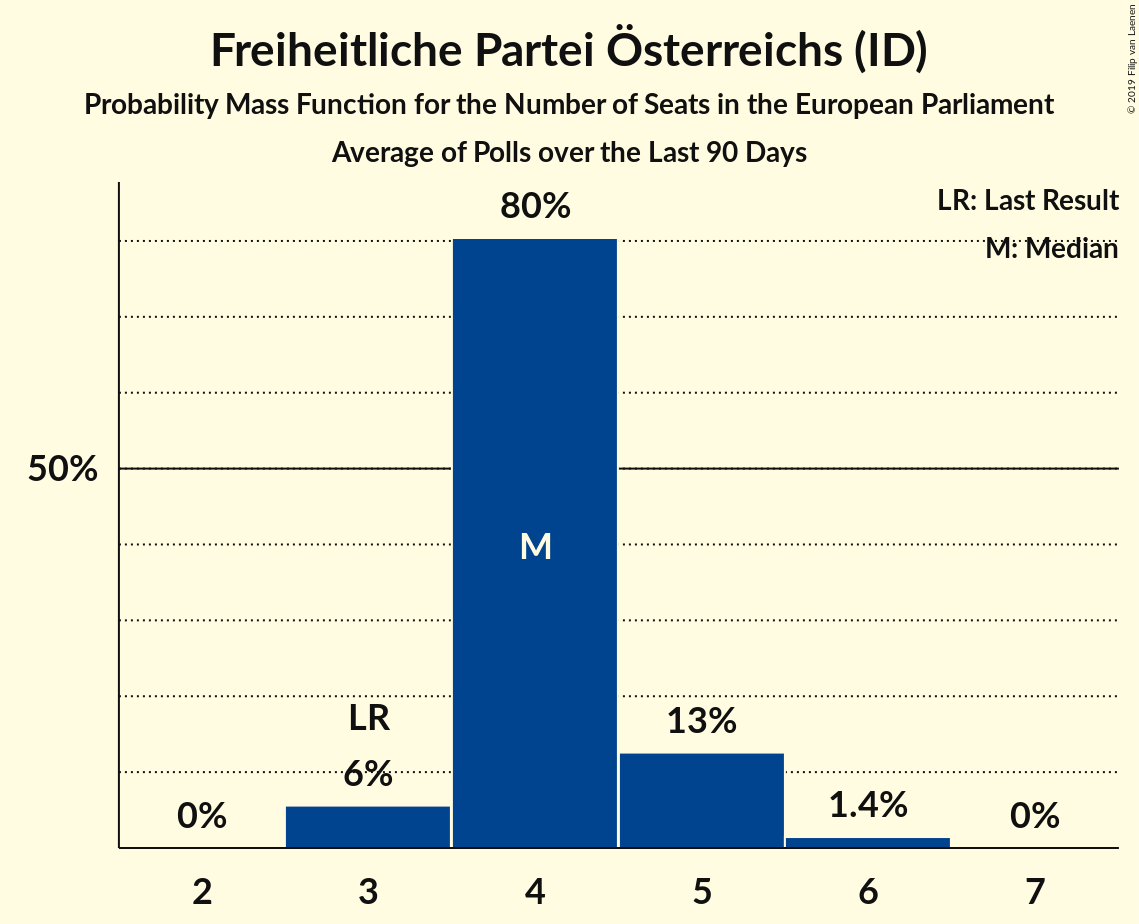 Freiheitliche Partei Österreichs (ID)
Probability Mass Function for the Number of Seats in the European Parliament
Average of Polls over the Last 90 Days
© 2019 Filip van Laenen
LR: Last Result
M: Median
80%
50%
M
LR
13%
6%
1.4%
0%
0%
2 3 4 5 6 7